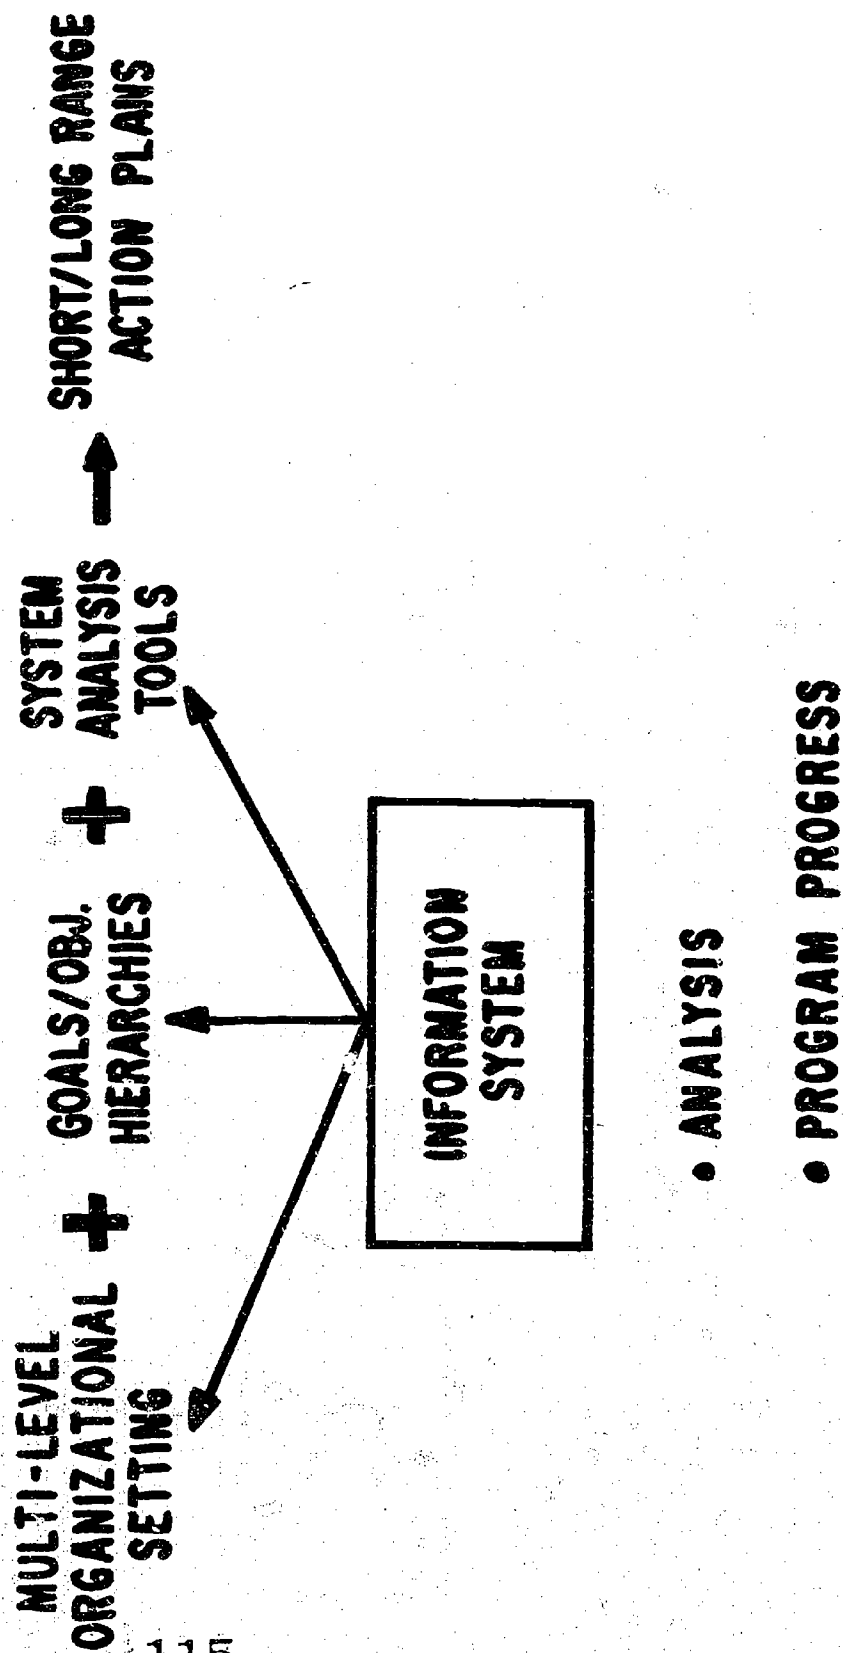 MULTI-LEVEL
ORGANIZATIONAL
SETTING
+
GOALS/OBJ.
HIERARCHIES
+
SYSTEM
ANALYSIS
TOOLS
SHORT/LONG RANGE
ACTION PLANS
INFORMATION
SYSTEM
• ANALYSIS
• PROGRAM PROGRESS
115